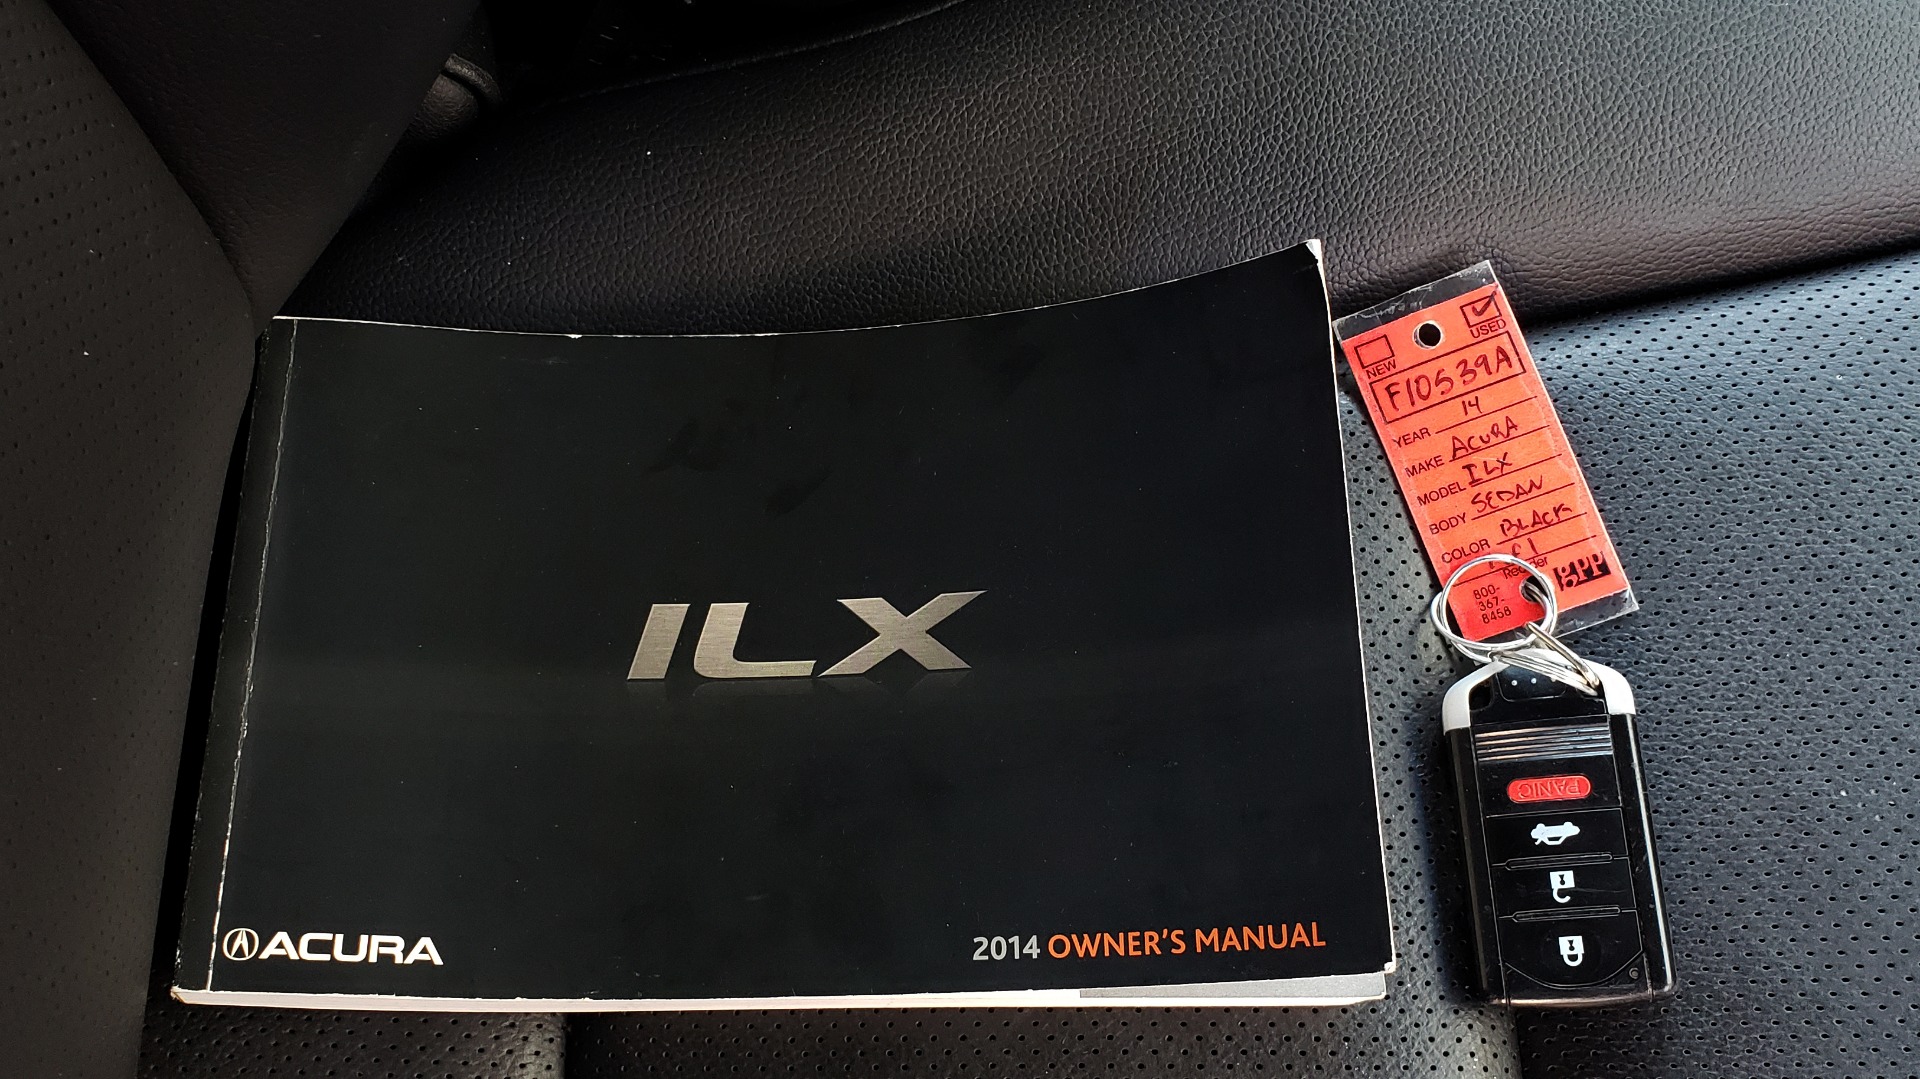 ILX
ACURA
2014 OWNER'S MANUAL
USED
NEW
F10539A
YEAR 14
MAKE ACURA
MODEL ILX
BODY SEDAN
COLOR BLACK
gpp
800-
367-
8458
PANIC